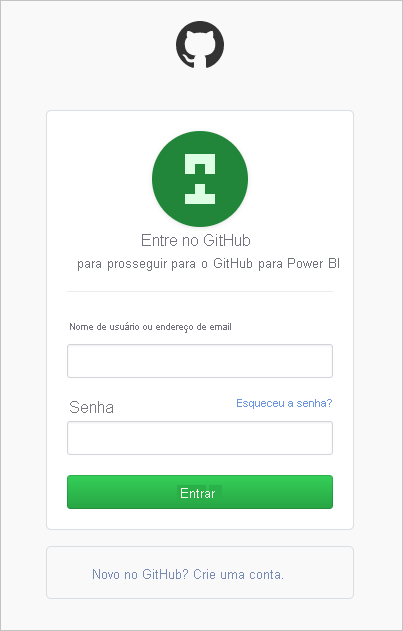 Entre no GitHub
para prosseguir para o GitHub para Power BI
Nome de usuário ou endereço de email
Senha
Esqueceu a senha?
Entrar
Novo no GitHub? Crie uma conta.